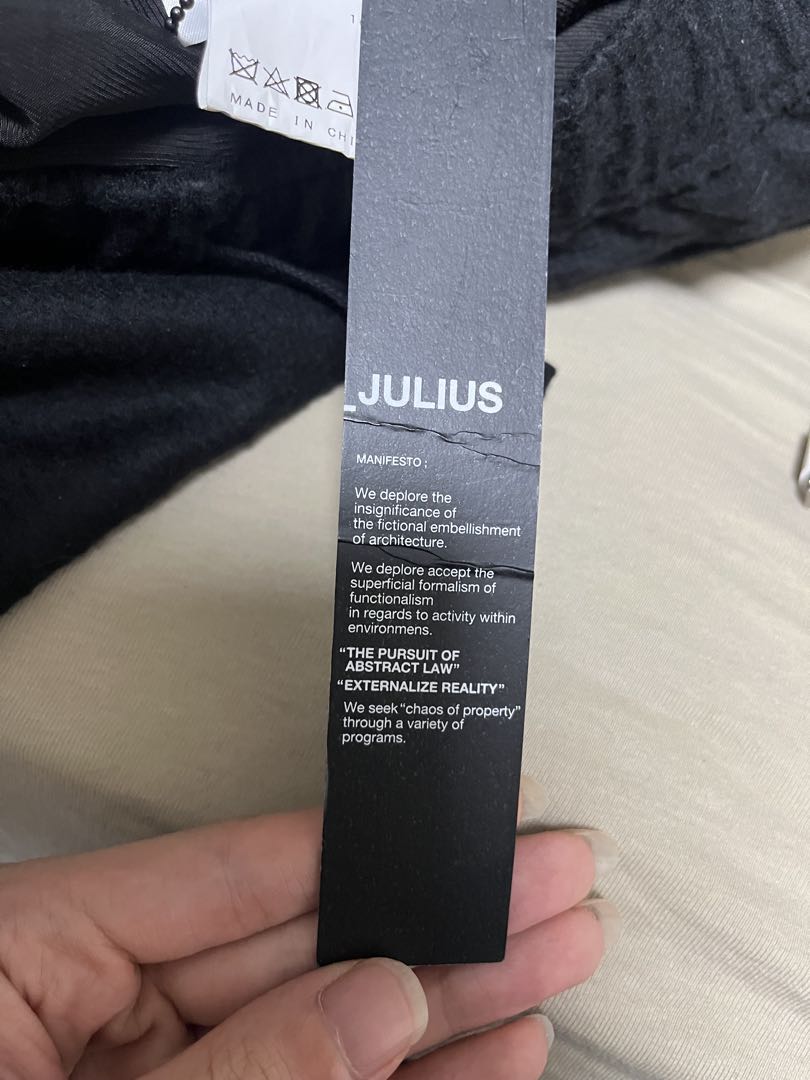 MADE IN CHI
_JULIUS
MANIFESTO ;
We deplore the
insignificance of
the fictional embellishment
of architecture.
We deplore accept the
superficial formalism of
functionalism
in regards to activity within
environmens.
“THE PURSUIT OF
ABSTRACT LAW”
“EXTERNALIZE REALITY”
We seek “chaos of property”
through a variety of
programs.